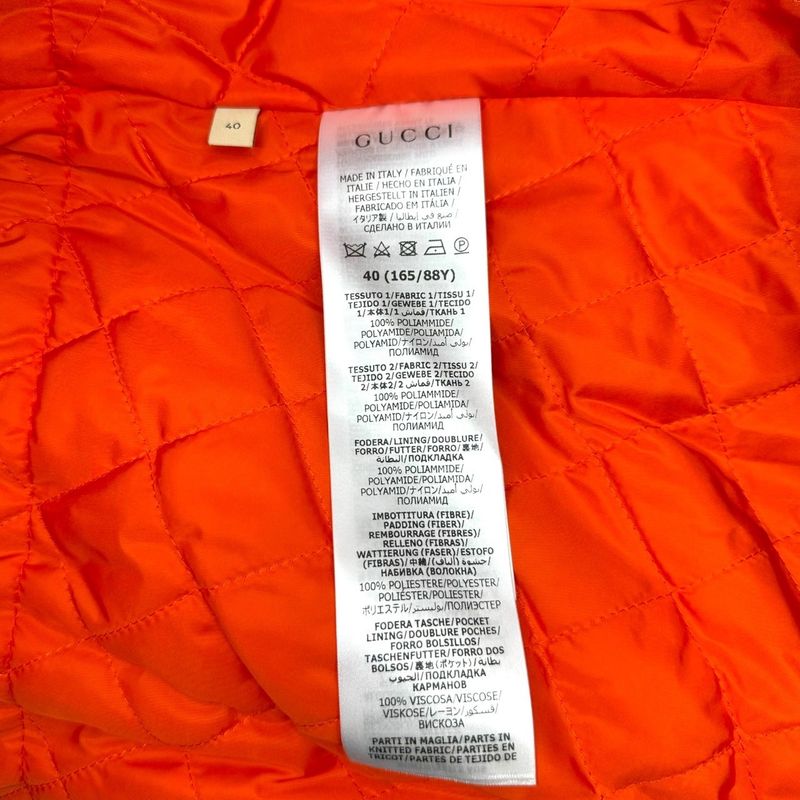 40
GUCCI
MADE IN ITALY / FABRIQUÉ EN
ITALIE / HECHO EN ITALIA/
HERGESTELLT IN ITALIEN /
FABRICADO EM ITÁLIA/
イタリア製 / صنع في إيطاليا /
СДЕЛАНО В ИТАЛИИ
40 (165/88Y)
TESSUTO 1/FABRIC 1/TISSU 1/
TEJIDO 1/GEWEBE 1/TECIDO
1/本体1/قماش 1/ТКАНЬ 1
100% POLIAMMIDE/
POLYAMIDE/POLIAMIDA/
POLYAMID/ナイロン/بولي أميد/
ПОЛИАМИД
TESSUTO 2/FABRIC 2/TISSU 2/
TEJIDO 2/GEWEBE 2/TECIDO
2/本体2/قماش 2/ТКАНЬ 2
100% POLIAMMIDE/
POLYAMIDE/POLIAMIDA/
POLYAMID/ナイロン/بولي أميد/
ПОЛИАМИД
FODERA/LINING/DOUBLURE/
FORRO/FUTTER/FORRO/裏地/
البطانة/ПОДКЛАДКА
100% POLIAMMIDE/
POLYAMIDE/POLIAMIDA/
POLYAMID/ナイロン/بولي أميد/
ПОЛИАМИД
IMBOTTITURA (FIBRE)/
PADDING (FIBER)/
REMBOURRAGE (FIBRES)/
RELLENO (FIBRAS)/
WATTIERUNG (FASER)/ESTOFO
(FIBRAS)/中綿/حشوة (ألياف)/
НАБИВКА (ВОЛОКНА)
100% POLIESTERE/POLYESTER/
POLIÉSTER/POLIÉSTER/
ポリエステル/بوليستر/ПОЛИЭСТЕР
FODERA TASCHE/POCKET
LINING/DOUBLURE POCHES/
FORRO BOLSILLOS/
TASCHENFUTTER/FORRO DOS
BOLSOS/裏地(ポケット)/بطانة
الجيوب/ПОДКЛАДКА
КАРМАНОВ
100% VISCOSA/VISCOSE/
VISKOSE/レーヨン/فسكوز/
ВИСКОЗА
PARTI IN MAGLIA/PARTS IN
KNITTED FABRIC/PARTIES EN
TRICOT/PARTES DE TEJIDO DE